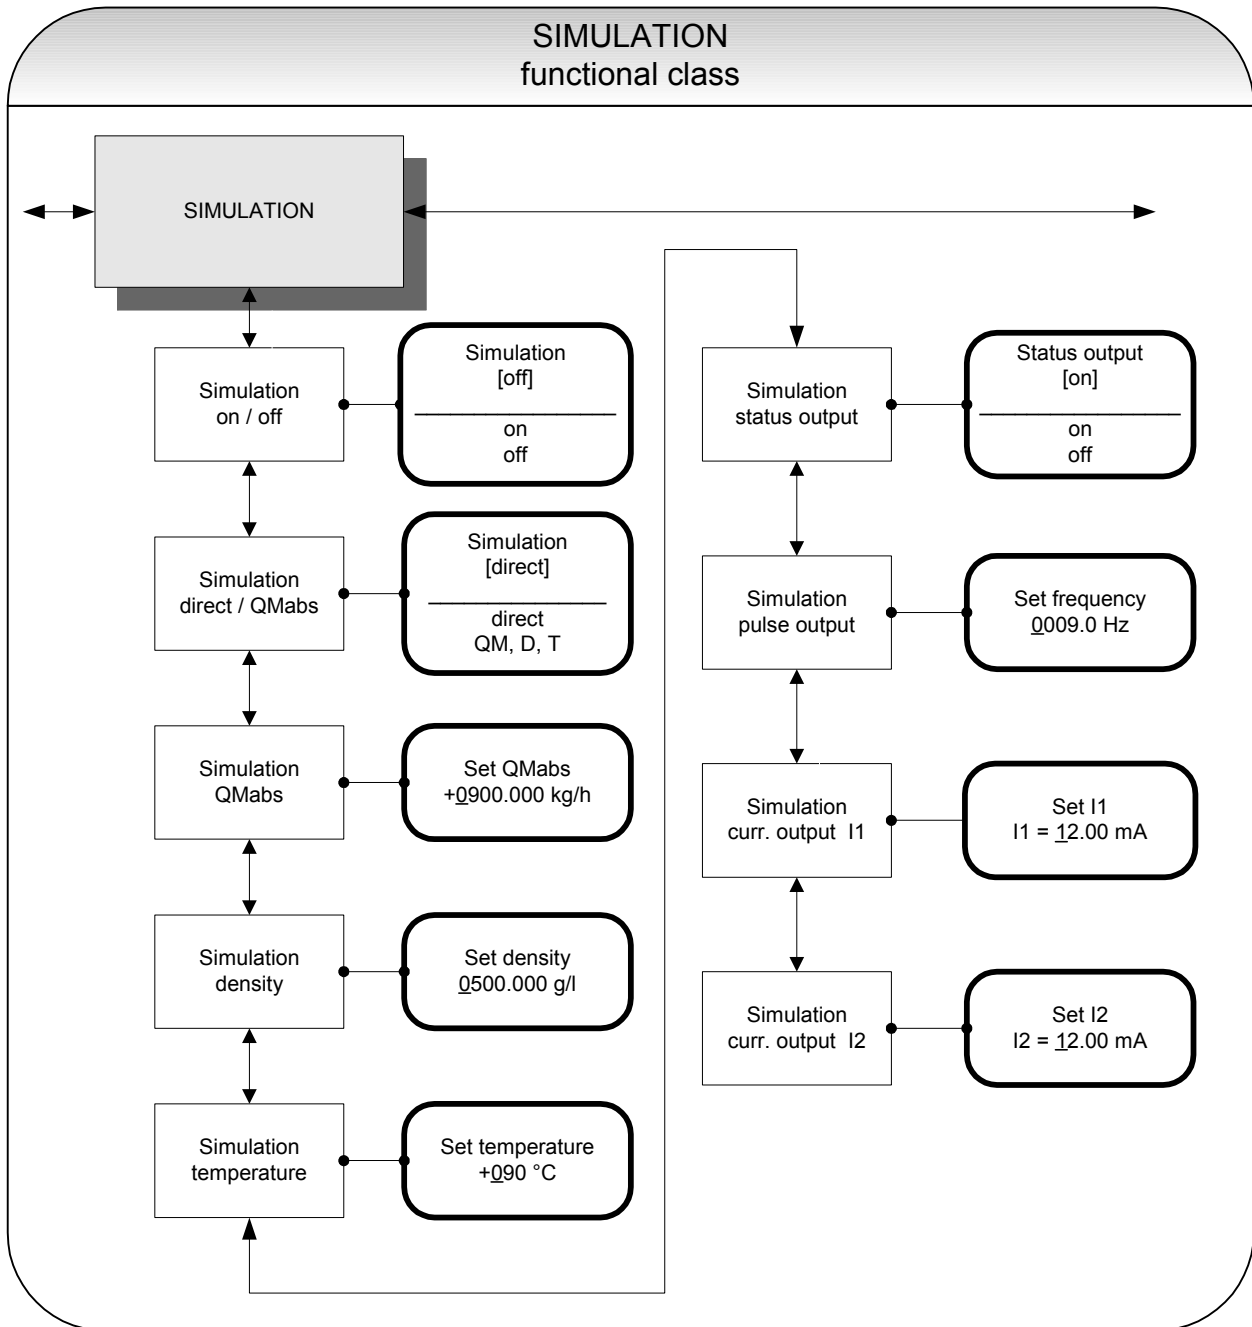 SIMULATION
functional class
SIMULATION
Simulation
on / off
Simulation
[off]
on
off
Simulation
direct / QMabs
Simulation
[direct]
direct
QM, D, T
Simulation
QMabs
Set QMabs
+0900.000 kg/h
Simulation
density
Set density
0500.000 g/l
Simulation
temperature
Set temperature
+090 °C
Simulation
status output
Status output
[on]
on
off
Simulation
pulse output
Set frequency
0009.0 Hz
Simulation
curr. output I1
Set I1
I1 = 12.00 mA
Simulation
curr. output I2
Set I2
I2 = 12.00 mA